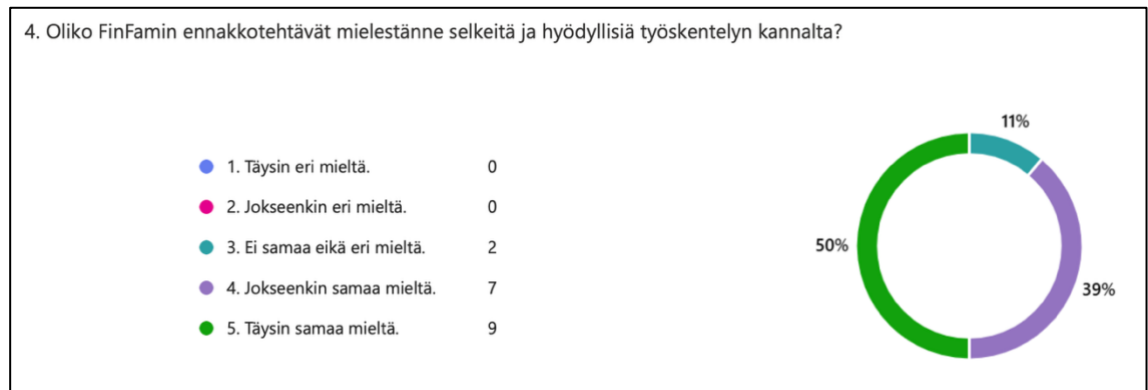 4. Oliko FinFamin ennakkotehtävät mielestänne selkeitä ja hyödyllisiä työskentelyn kannalta?
11%
1. Täysin eri mieltä. 0
2. Jokseenkin eri mieltä. 0
3. Ei samaa eikä eri mieltä. 2
50%
4. Jokseenkin samaa mieltä. 7
39%
5. Täysin samaa mieltä. 9